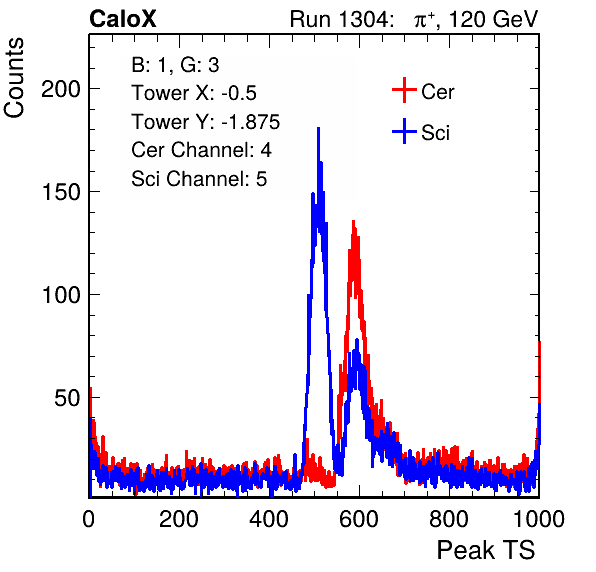 CaloX Run 1304: π⁺, 120 GeV
Counts
B: 1, G: 3
Tower X: -0.5
Tower Y: -1.875
Cer Channel: 4
Sci Channel: 5
Cer
Sci
200
150
100
50
0 200 400 600 800 1000
Peak TS